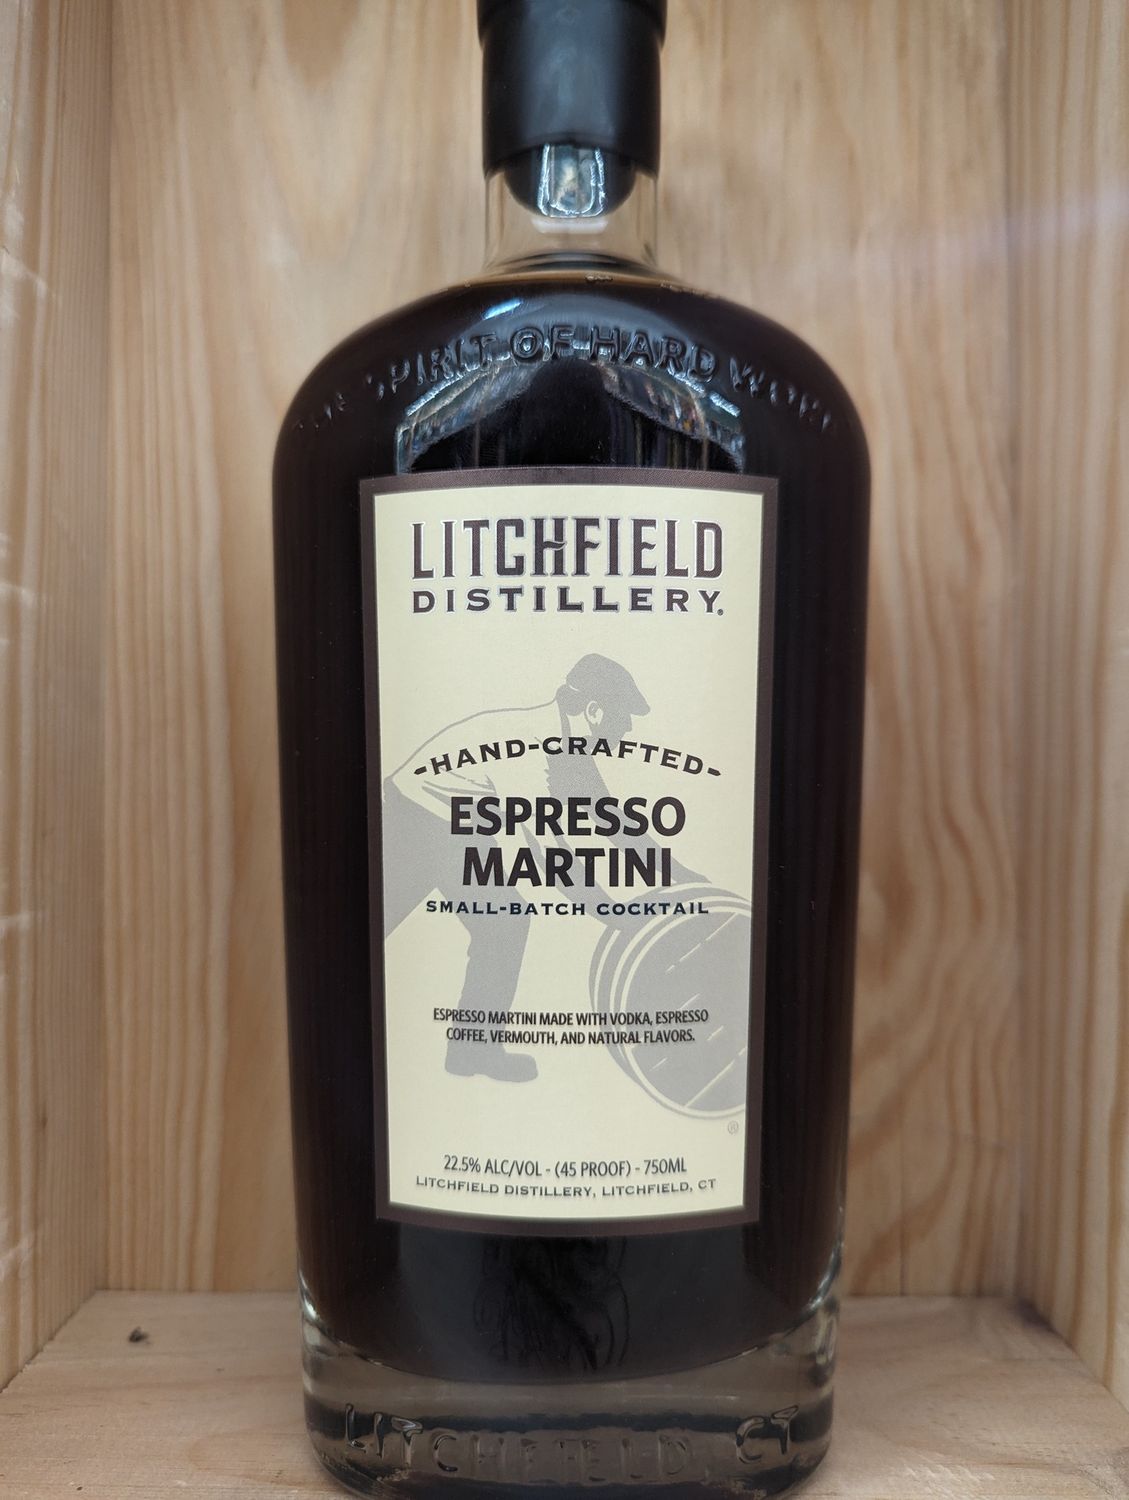 THE SPIRIT OF HARD WORK
LITCHFIELD
DISTILLERY®
-HAND-CRAFTED-
ESPRESSO
MARTINI
SMALL-BATCH COCKTAIL
ESPRESSO MARTINI MADE WITH VODKA, ESPRESSO
COFFEE, VERMOUTH, AND NATURAL FLAVORS.
®
22.5% ALC/VOL - (45 PROOF) - 750ML
LITCHFIELD DISTILLERY, LITCHFIELD, CT
LITCHFIELD CT